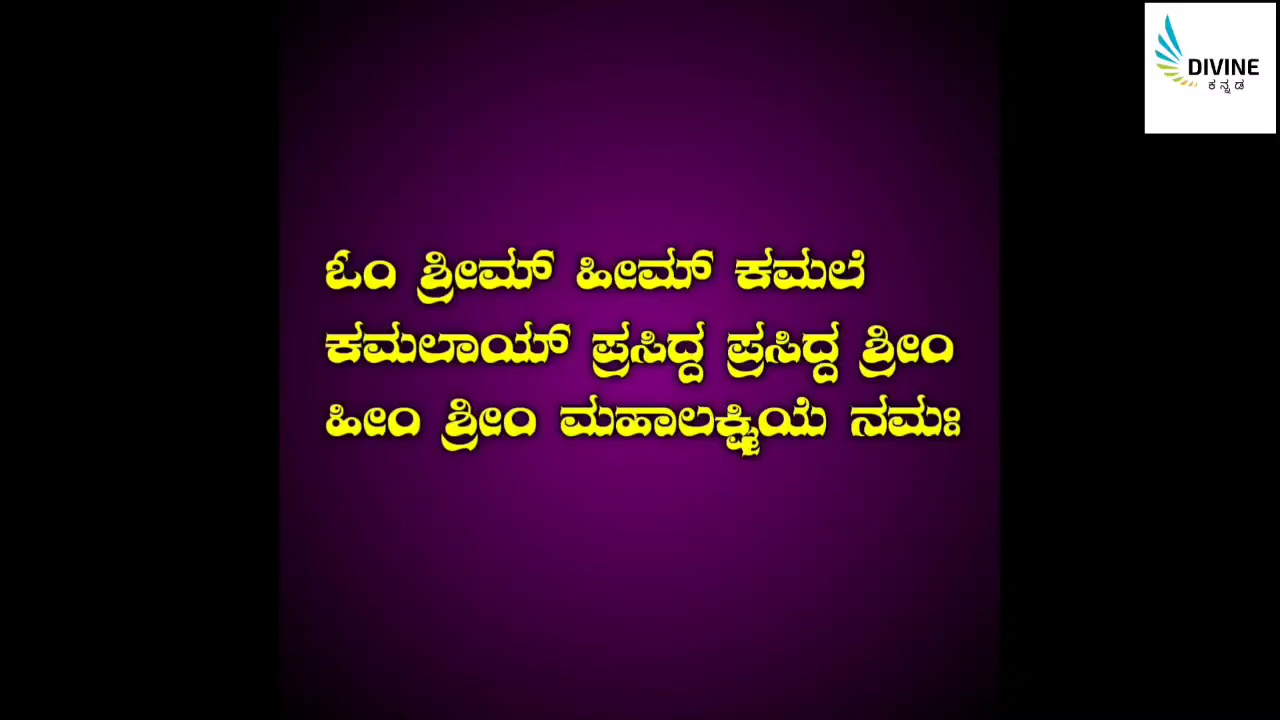 DIVINE
ಕನ್ನಡ
ಓಂ ಶ್ರೀಮ್ ಹೀಮ್ ಕಮಲೆ
ಕಮಲಾಯ್ ಪ್ರಸಿದ್ದ ಪ್ರಸಿದ್ದ ಶ್ರೀಂ
ಹೀಂ ಶ್ರೀಂ ಮಹಾಲಕ್ಷ್ಮಿಯೆ ನಮಃ